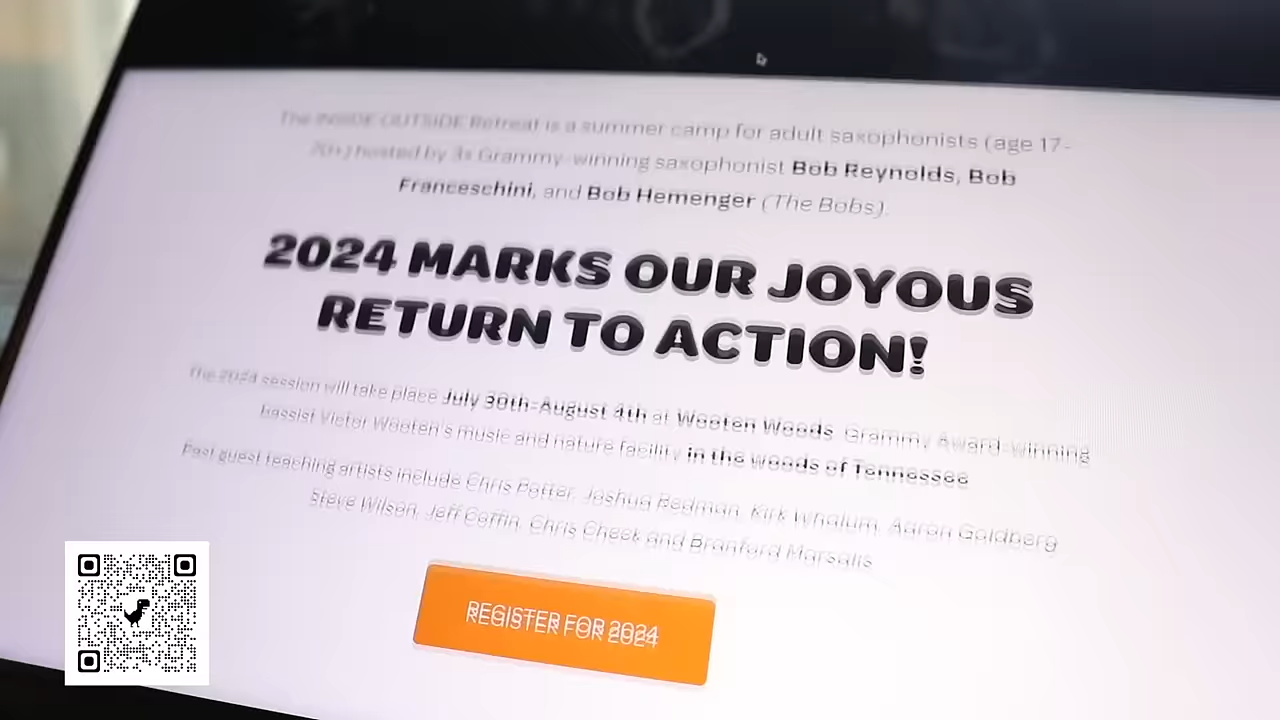 The INSIDE OUTSIDE Retreat is a summer camp for adult saxophonists (age 17-
70+) hosted by 3x Grammy-winning saxophonist Bob Reynolds, Bob
Franceschini, and Bob Hemenger (The Bobs).
2024 MARKS OUR JOYOUS
RETURN TO ACTION!
The 2024 session will take place July 30th-August 4th at Wooten Woods, Grammy Award-winning
bassist Victor Wooten's music and nature facility in the woods of Tennessee
Past guest teaching artists include Chris Potter, Joshua Redman, Kirk Whalum, Aaron Goldberg
Steve Wilson, Jeff Coffin, Chris Cheek and Branford Marsalis
REGISTER FOR 2024